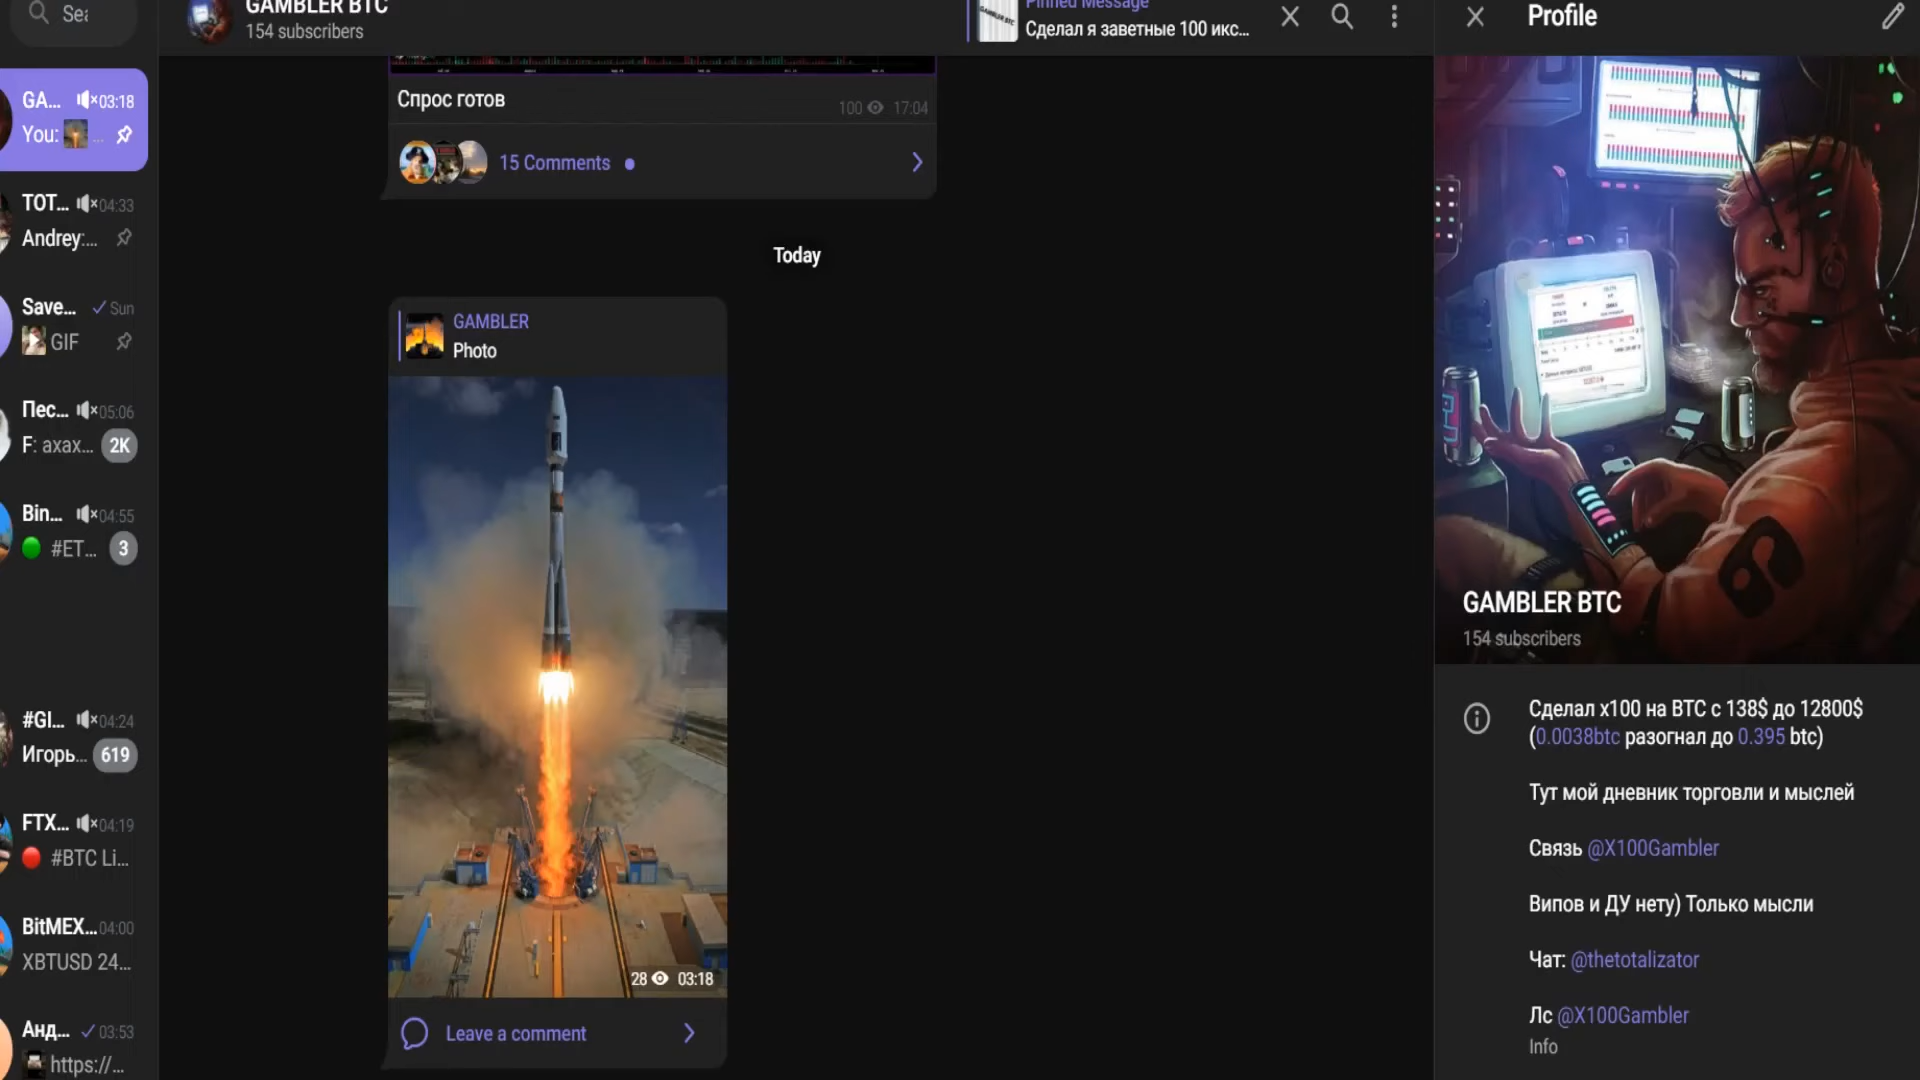 Sea
GA... 03:18
You: ...
TOT... 04:33
Andrey:...
Save... Sun
GIF
Пес... 05:06
F: ахах... 2K
Bin... 04:55
#ET... 3
#GI... 04:24
Игорь... 619
FTX... 04:19
#BTC Li...
BitMEX... 04:00
XBTUSD 24...
Анд... 03:53
https://...
GAMBLER BTC
154 subscribers
Pinned Message
Сделал я заветные 100 икс...
Спрос готов
100 17:04
15 Comments
Today
GAMBLER
Photo
28 03:18
Leave a comment
Profile
GAMBLER BTC
154 subscribers
Сделал х100 на BTC с 138$ до 12800$
(0.0038btc разогнал до 0.395 btc)
Тут мой дневник торговли и мыслей
Связь @X100Gambler
Випов и ДУ нету) Только мысли
Чат: @thetotalizator
Лс @X100Gambler
Info